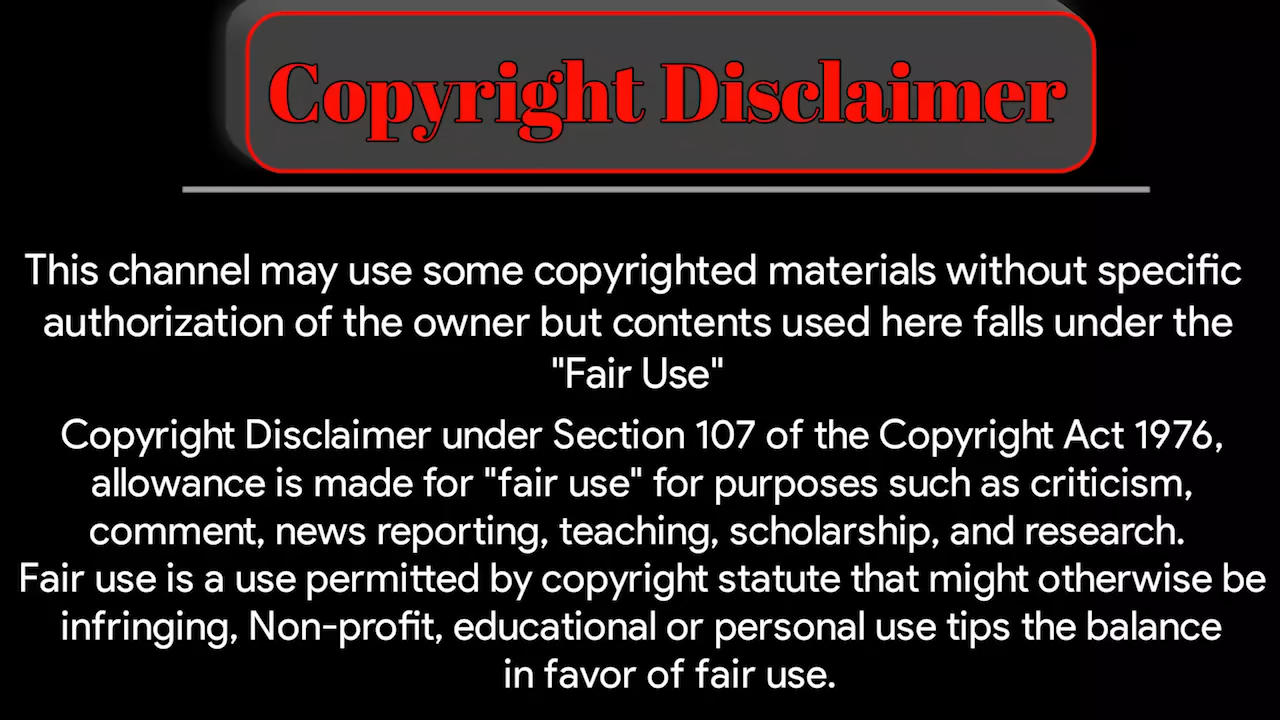 Copyright Disclaimer
This channel may use some copyrighted materials without specific
authorization of the owner but contents used here falls under the
"Fair Use"
Copyright Disclaimer under Section 107 of the Copyright Act 1976,
allowance is made for "fair use" for purposes such as criticism,
comment, news reporting, teaching, scholarship, and research.
Fair use is a use permitted by copyright statute that might otherwise be
infringing, Non-profit, educational or personal use tips the balance
in favor of fair use.